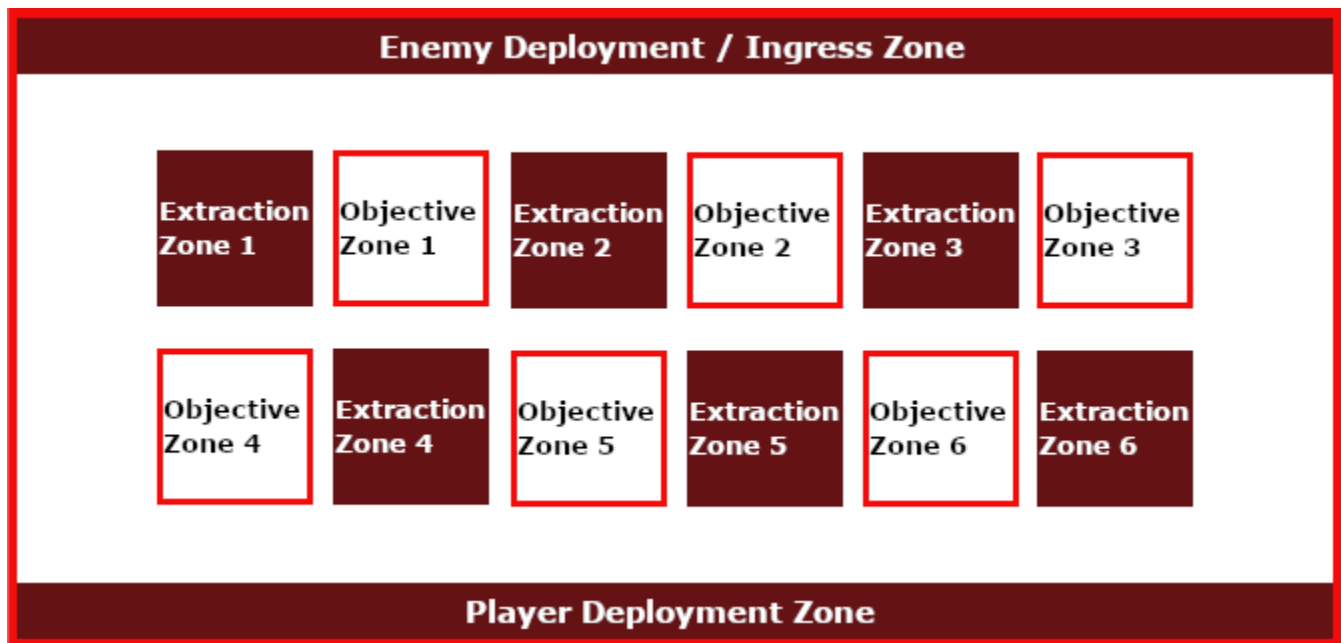 Enemy Deployment / Ingress Zone
Extraction
Zone 1
Objective
Zone 1
Extraction
Zone 2
Objective
Zone 2
Extraction
Zone 3
Objective
Zone 3
Objective
Zone 4
Extraction
Zone 4
Objective
Zone 5
Extraction
Zone 5
Objective
Zone 6
Extraction
Zone 6
Player Deployment Zone